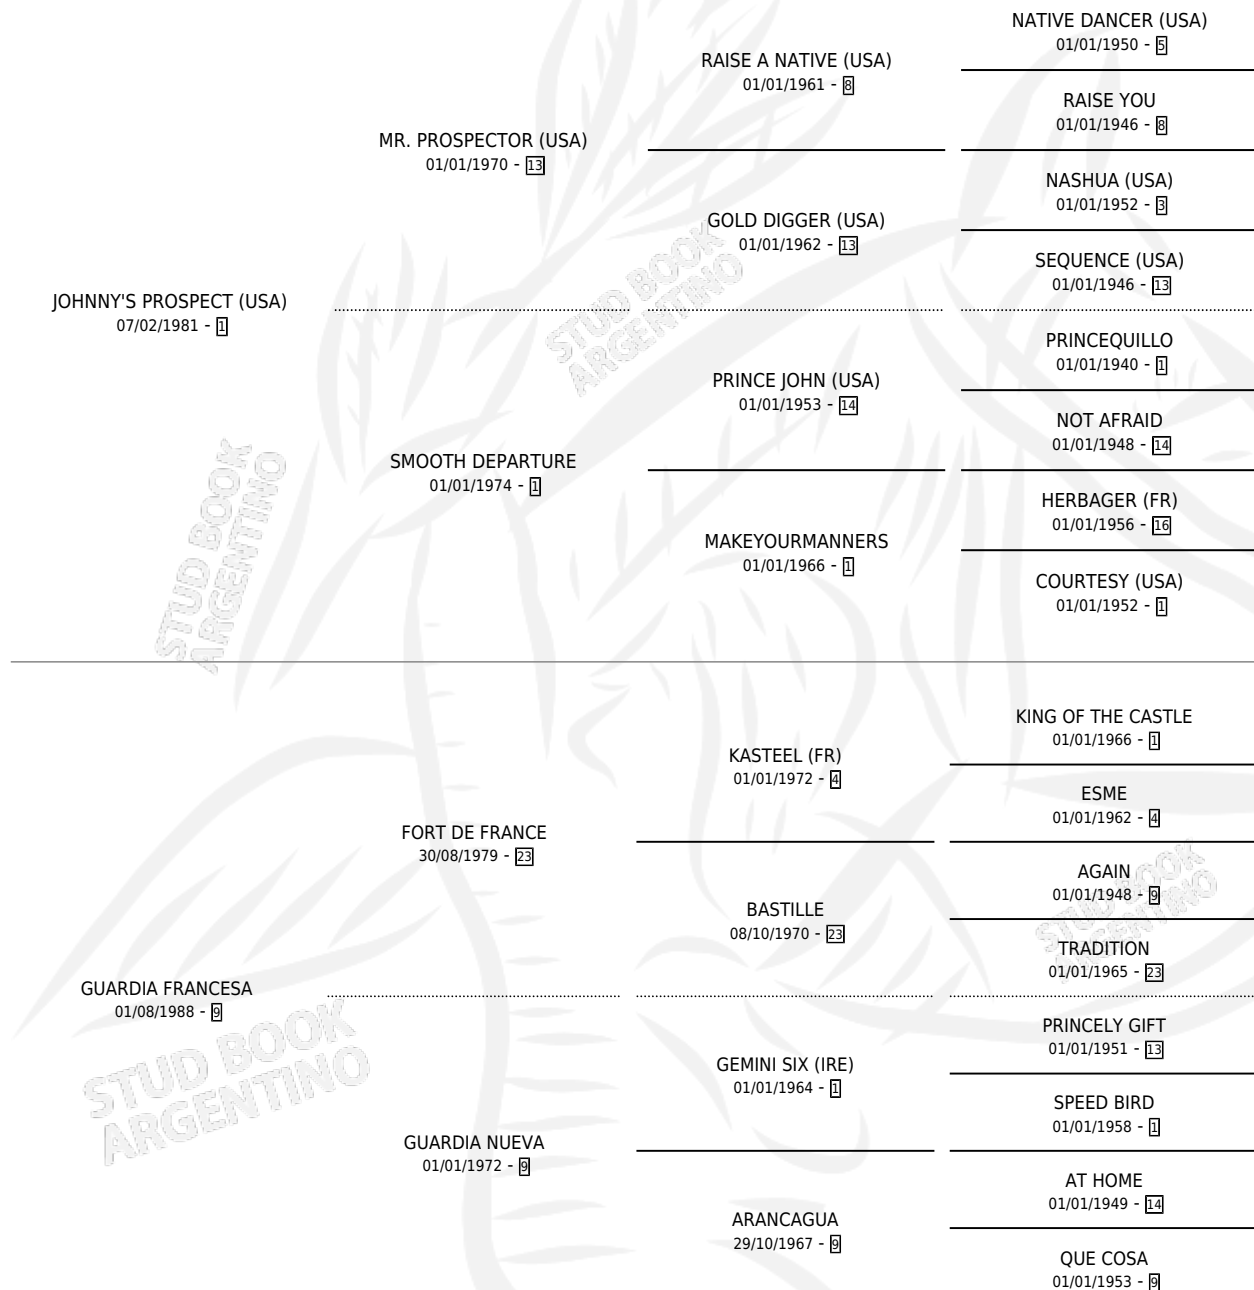 NATIVE DANCER (USA)
01/01/1950 - 5
RAISE A NATIVE (USA)
01/01/1961 - 8
RAISE YOU
01/01/1946 - 8
MR. PROSPECTOR (USA)
01/01/1970 - 13
NASHUA (USA)
01/01/1952 - 3
GOLD DIGGER (USA)
01/01/1962 - 13
SEQUENCE (USA)
01/01/1946 - 13
JOHNNY'S PROSPECT (USA)
07/02/1981 - 1
STUD BOOK
ARGENTINO
PRINCEQUILLO
01/01/1940 - 1
PRINCE JOHN (USA)
01/01/1953 - 14
NOT AFRAID
01/01/1948 - 14
SMOOTH DEPARTURE
01/01/1974 - 1
HERBAGER (FR)
01/01/1956 - 16
MAKEYOURMANNERS
01/01/1966 - 1
COURTESY (USA)
01/01/1952 - 1
STUD BOOK
ARGENTINO
KING OF THE CASTLE
01/01/1966 - 1
KASTEEL (FR)
01/01/1972 - 4
ESME
01/01/1962 - 4
FORT DE FRANCE
30/08/1979 - 23
AGAIN
01/01/1948 - 9
BASTILLE
08/10/1970 - 23
TRADITION
01/01/1965 - 23
STUD BOOK
ARGENTINO
GUARDIA FRANCESA
01/08/1988 - 9
PRINCELY GIFT
01/01/1951 - 13
GEMINI SIX (IRE)
01/01/1964 - 1
SPEED BIRD
01/01/1958 - 1
STUD BOOK
ARGENTINO
GUARDIA NUEVA
01/01/1972 - 9
AT HOME
01/01/1949 - 14
ARANCAGUA
29/10/1967 - 9
QUE COSA
01/01/1953 - 9